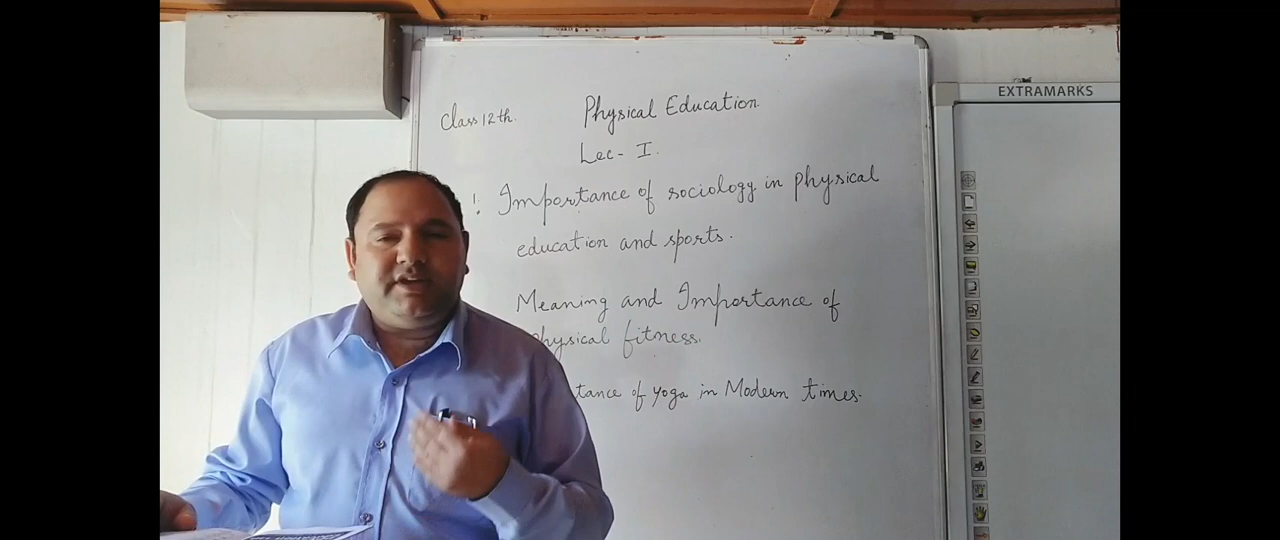 EXTRAMARKS
Class 12th.
Physical Education
Lec- I.
1. Importance of sociology in physical
education and sports.
Meaning and Importance of
physical fitness.
tance of yoga in Modern times.